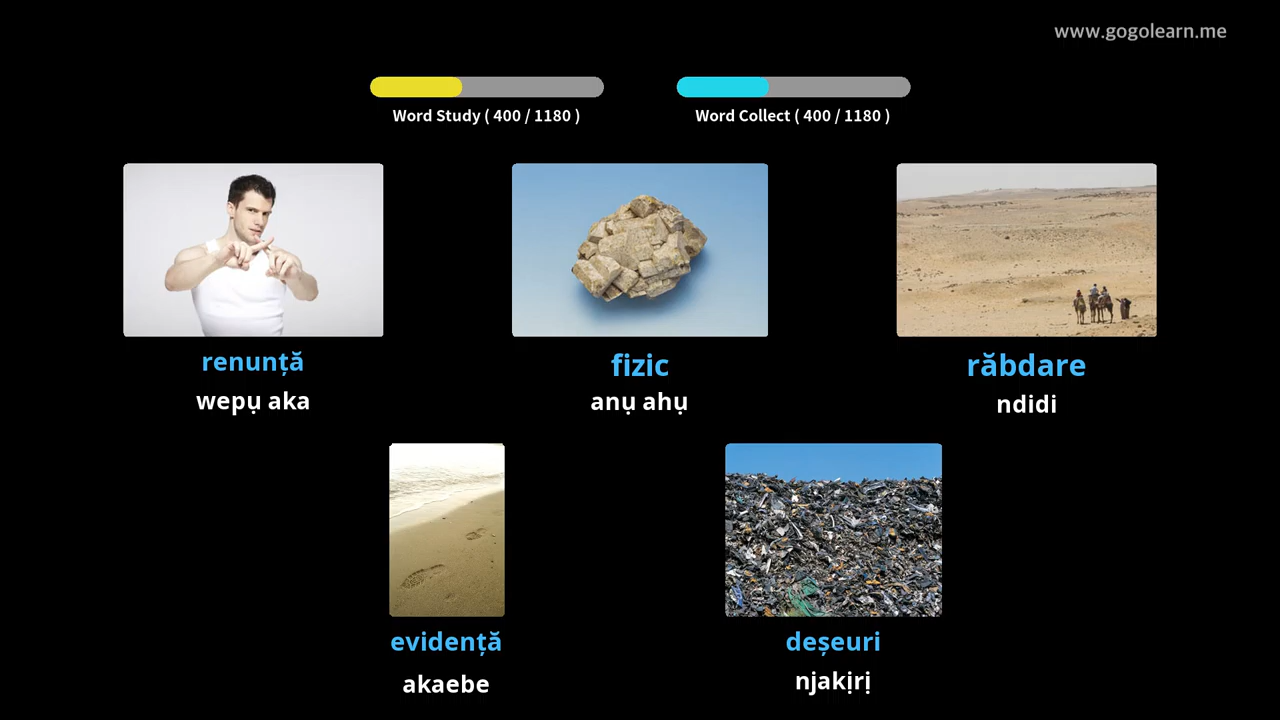 www.gogolearn.me
Word Study ( 400 / 1180 )
Word Collect ( 400 / 1180 )
renunță
wepụ aka
fizic
anụ ahụ
răbdare
ndidi
evidență
akaebe
deșeuri
njakịrị